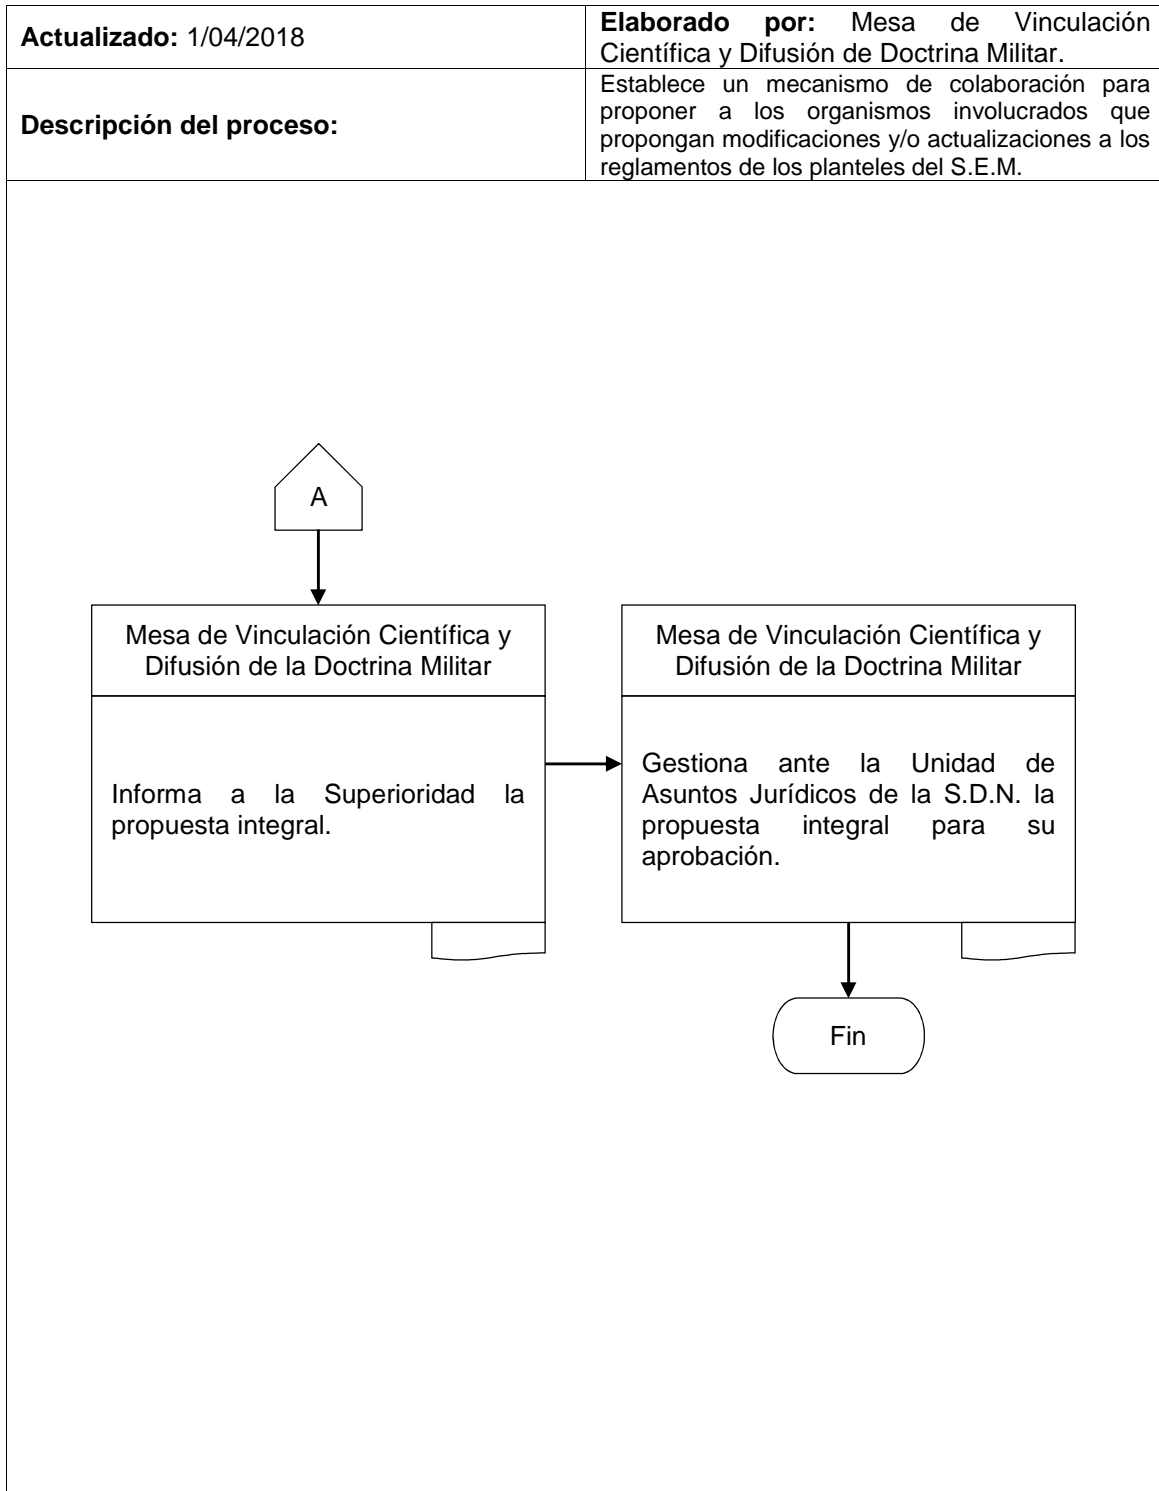 Actualizado: 1/04/2018
Elaborado por: Mesa de Vinculación
Científica y Difusión de Doctrina Militar.
Descripción del proceso:
Establece un mecanismo de colaboración para
proponer a los organismos involucrados que
propongan modificaciones y/o actualizaciones a los
reglamentos de los planteles del S.E.M.
A
Mesa de Vinculación Científica y
Difusión de la Doctrina Militar
Informa a la Superioridad la
propuesta integral.
Mesa de Vinculación Científica y
Difusión de la Doctrina Militar
Gestiona ante la Unidad de
Asuntos Jurídicos de la S.D.N. la
propuesta integral para su
aprobación.
Fin